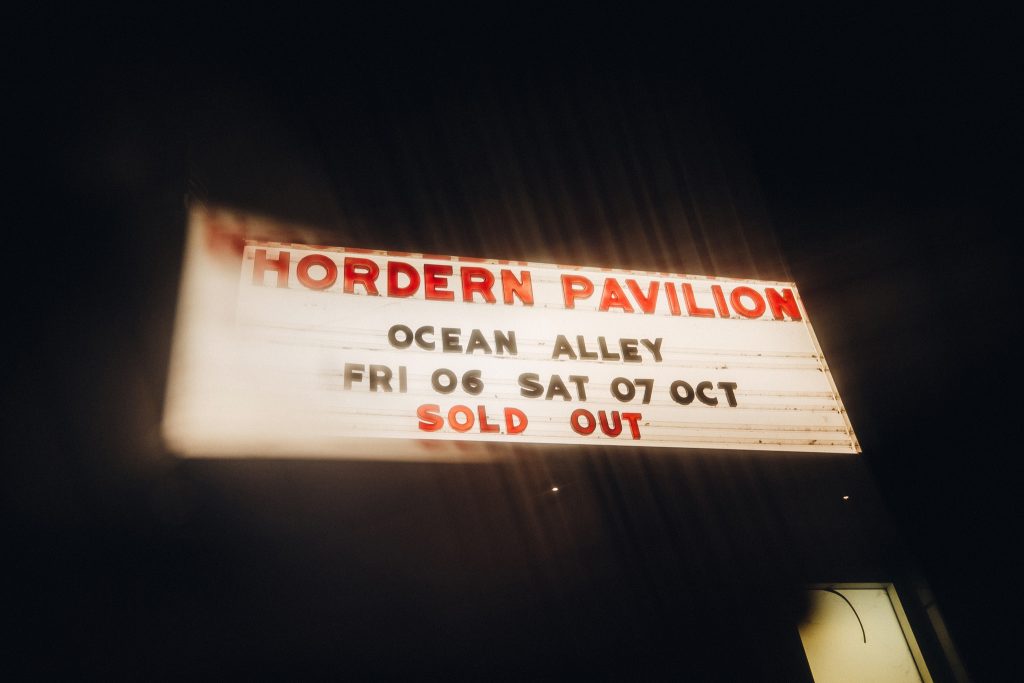 HORDERN PAVILION
OCEAN ALLEY
FRI 06 SAT 07 OCT
SOLD OUT